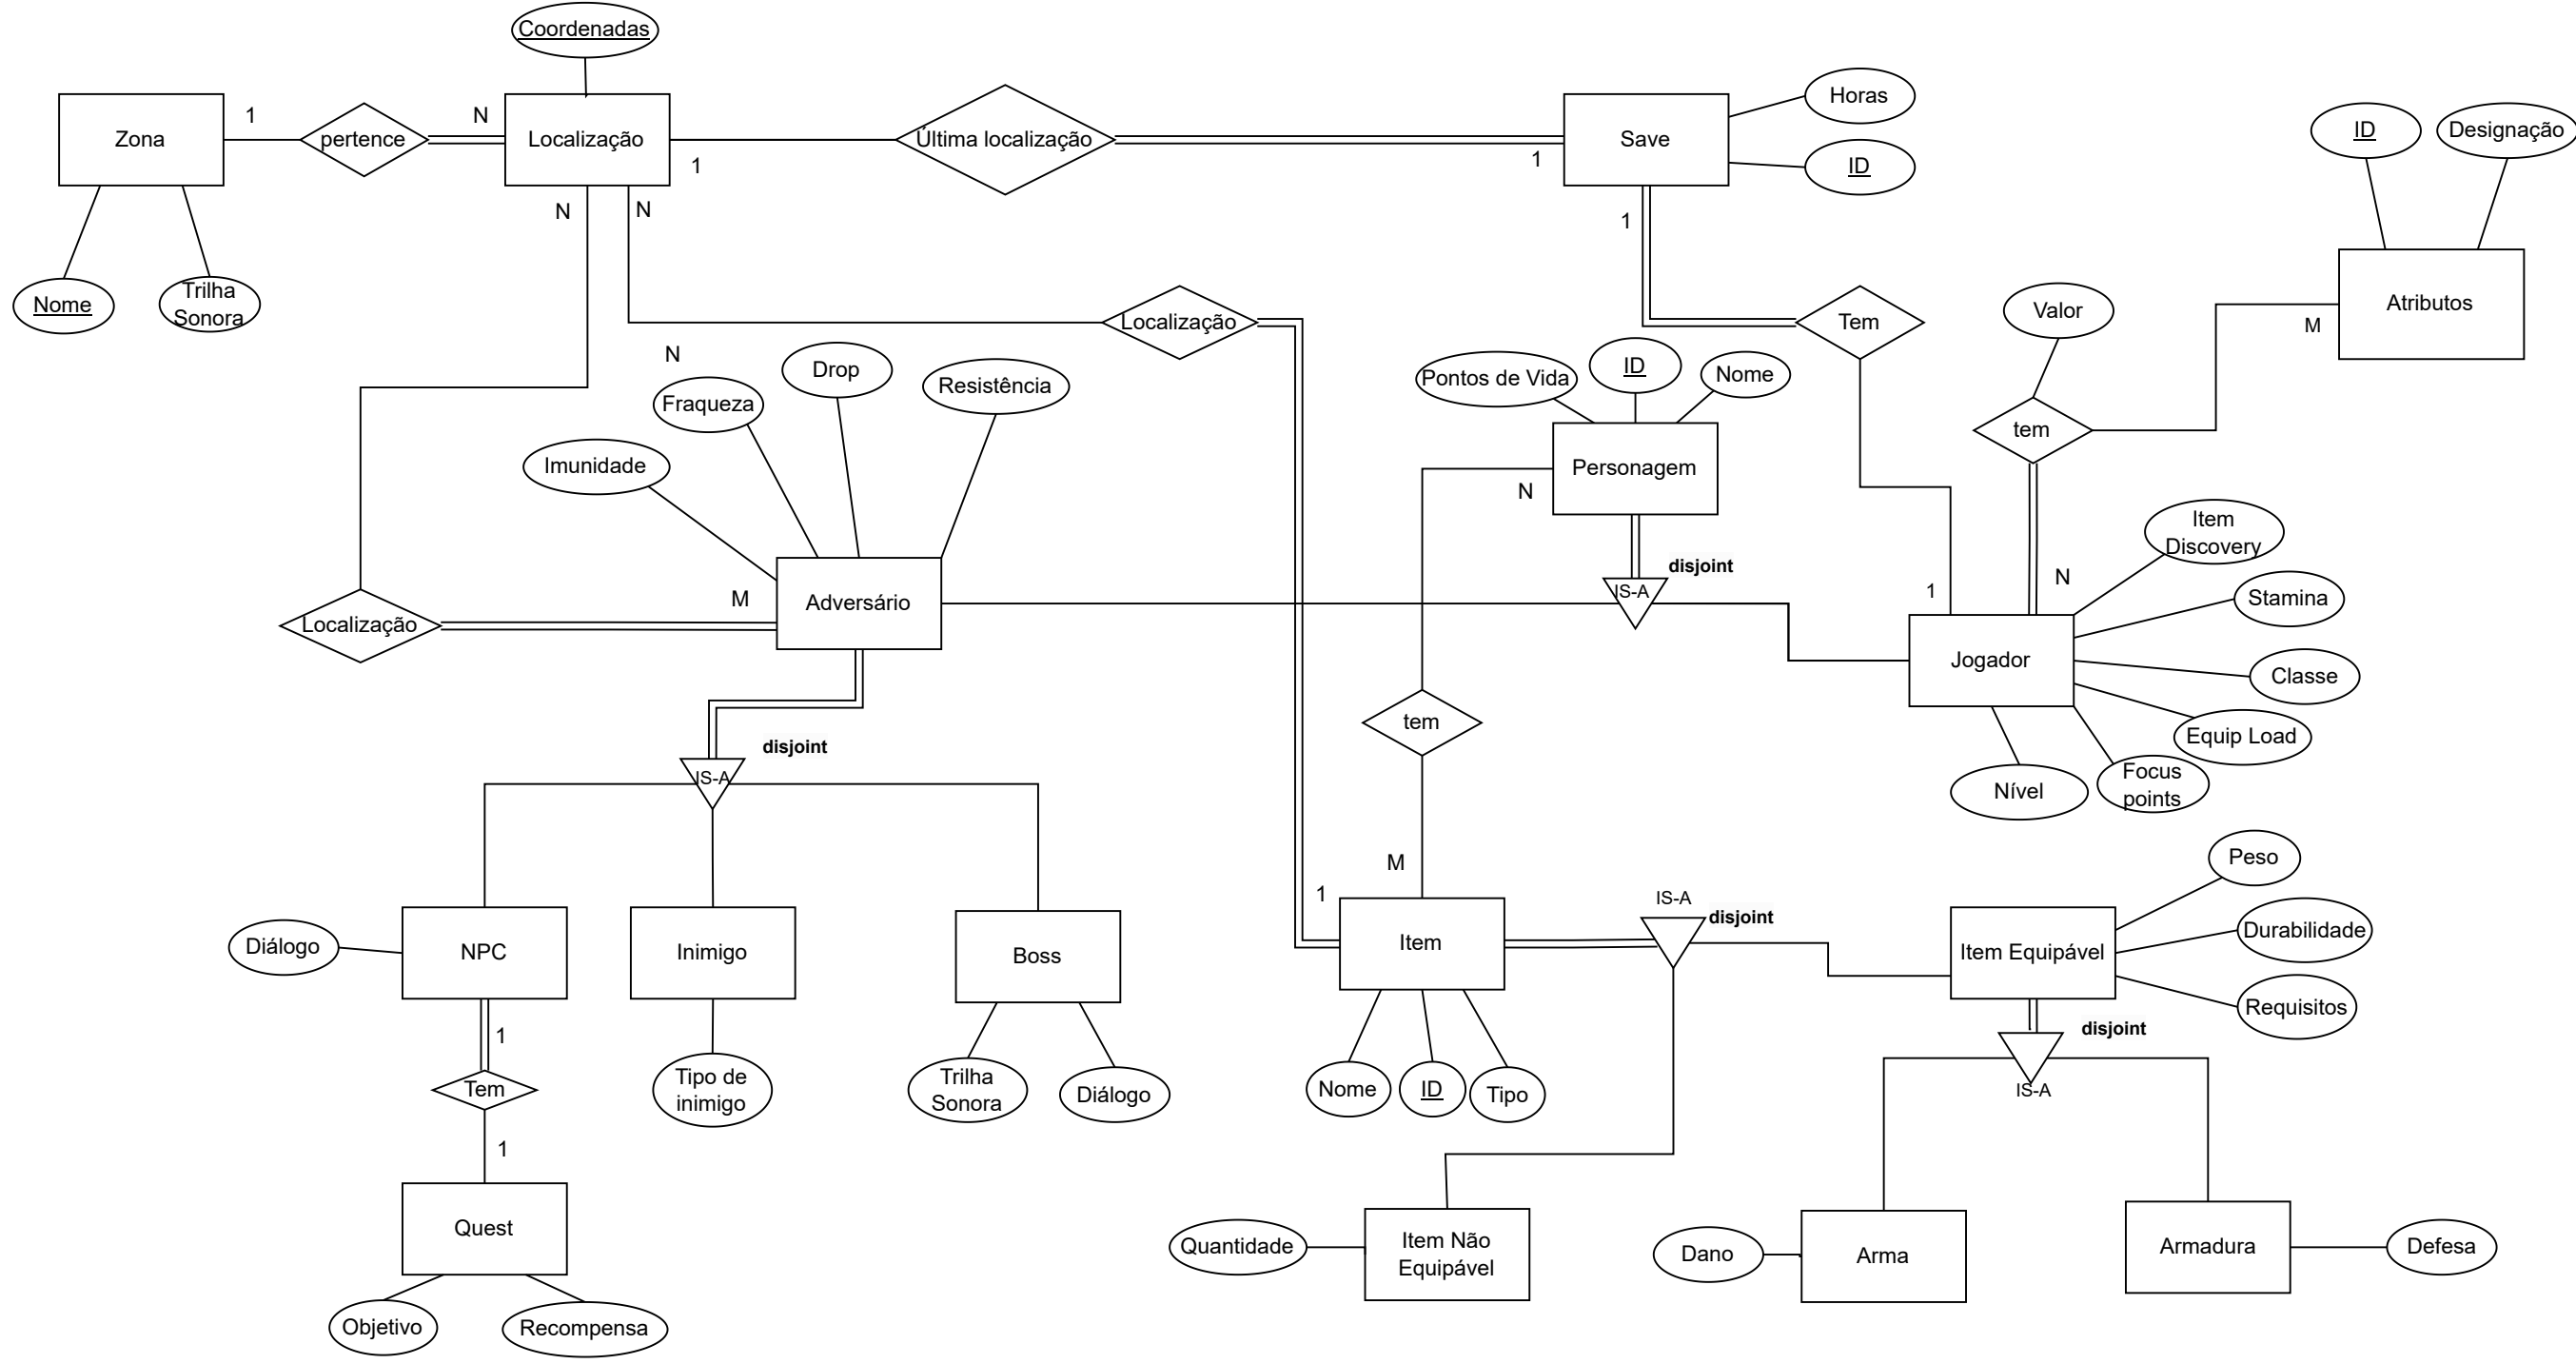 Coordenadas
Zona
1
pertence
N
Localização
1
Última localização
1
Save
Horas
ID
ID
Designação
Atributos
M
Nome
Trilha
Sonora
N
N
Localização
1
Tem
Valor
tem
N
N
Fraqueza
Drop
Resistência
Imunidade
Pontos de Vida
ID
Nome
Personagem
N
disjoint
IS-A
M
Adversário
Localização
1
Jogador
Item
Discovery
Stamina
Classe
Equip Load
Focus
points
Nível
tem
M
disjoint
IS-A
Diálogo
NPC
Inimigo
Boss
1
Tem
1
Tipo de
inimigo
Trilha
Sonora
Diálogo
Quest
Objetivo
Recompensa
1
Item
IS-A
disjoint
Nome
ID
Tipo
Item Equipável
Peso
Durabilidade
Requisitos
disjoint
IS-A
Quantidade
Item Não
Equipável
Dano
Arma
Armadura
Defesa